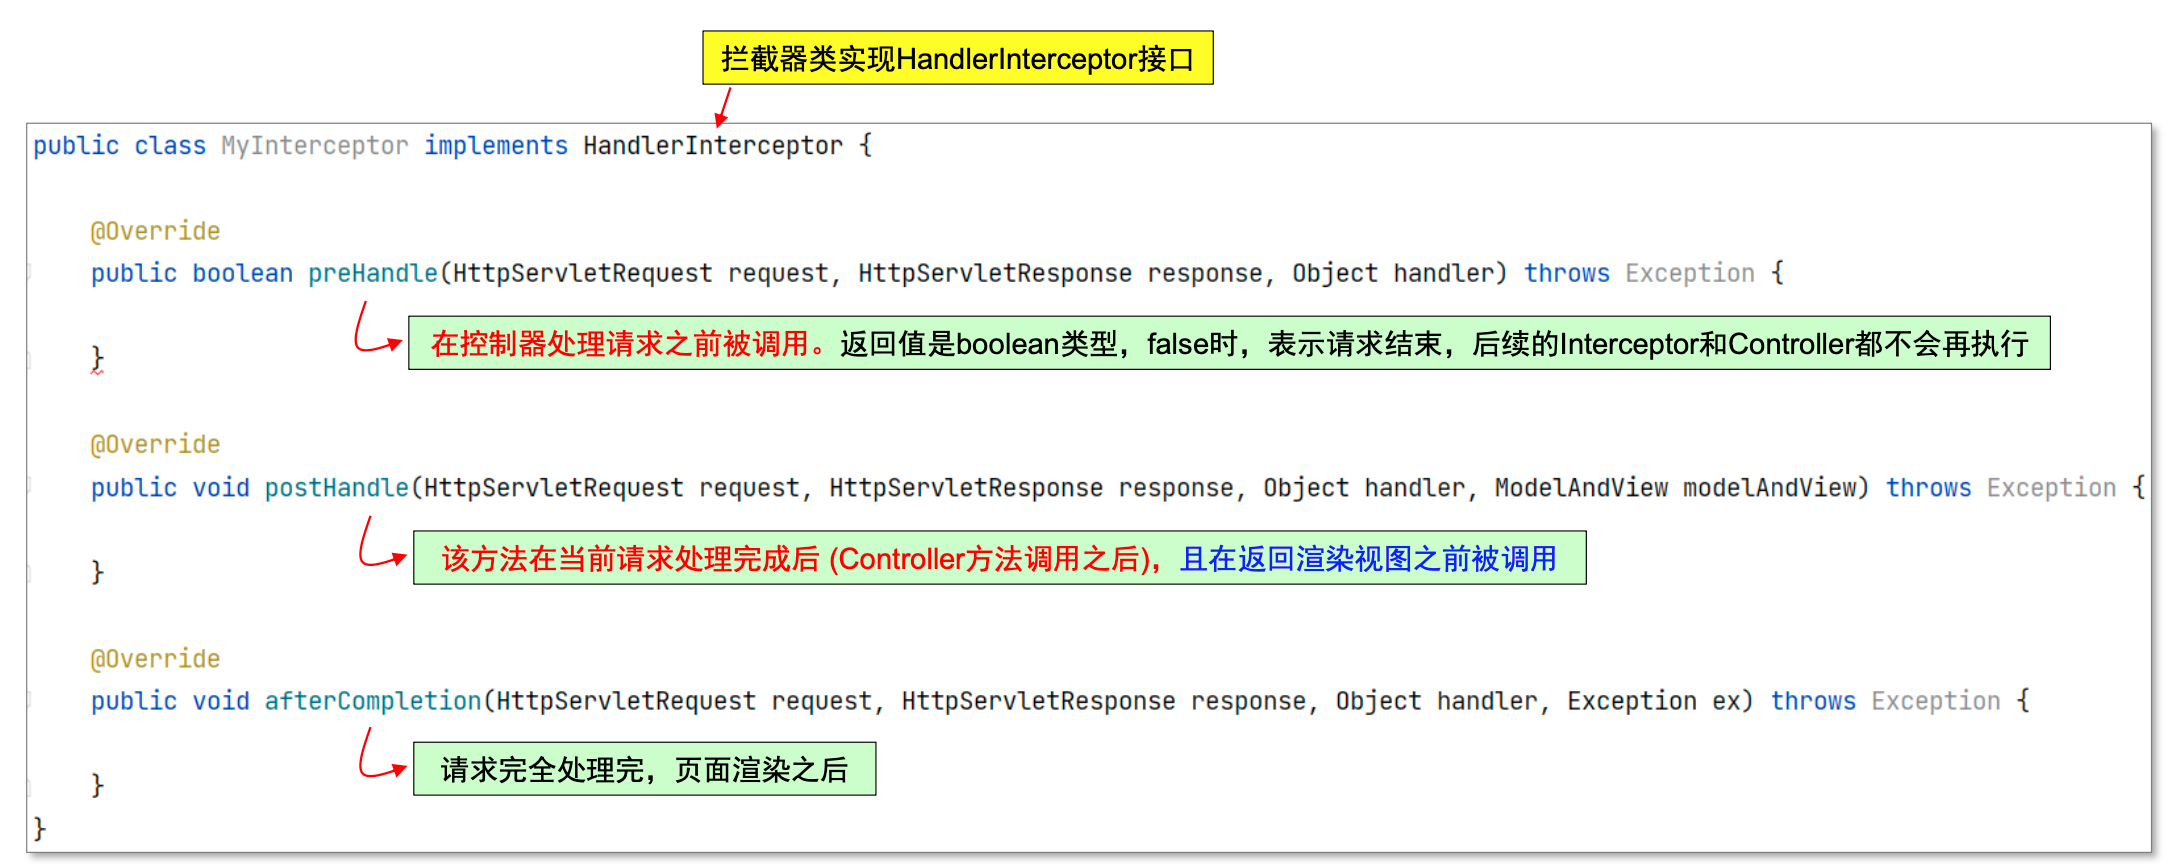 拦截器类实现HandlerInterceptor接口
public class MyInterceptor implements HandlerInterceptor {
@Override
public boolean preHandle(HttpServletRequest request, HttpServletResponse response, Object handler) throws Exception {
在控制器处理请求之前被调用。返回值是boolean类型，false时，表示请求结束，后续的Interceptor和Controller都不会再执行
}
@Override
public void postHandle(HttpServletRequest request, HttpServletResponse response, Object handler, ModelAndView modelAndView) throws Exception {
该方法在当前请求处理完成后 (Controller方法调用之后)，且在返回渲染视图之前被调用
}
@Override
public void afterCompletion(HttpServletRequest request, HttpServletResponse response, Object handler, Exception ex) throws Exception {
请求完全处理完，页面渲染之后
}
}